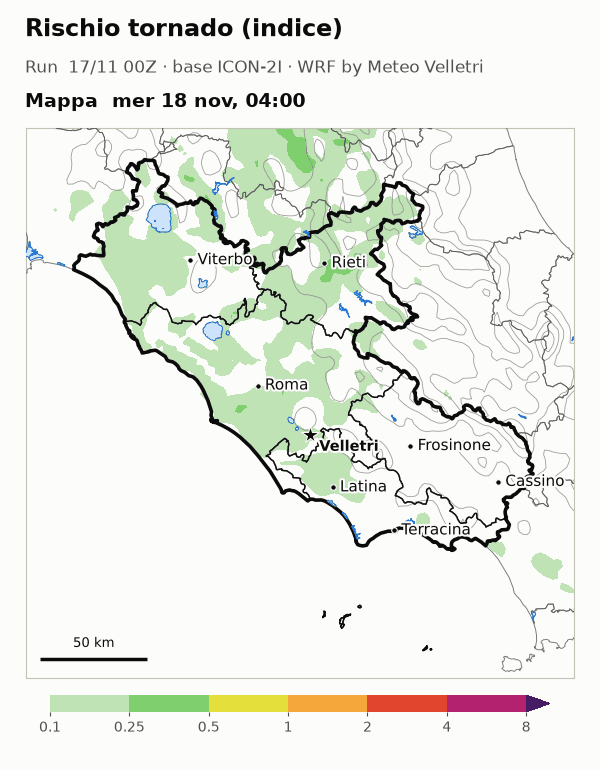 Rischio tornado (indice)
Run  17/11 00Z · base ICON-2I · WRF by Meteo Velletri
Mappa  mer 18 nov, 04:00
Viterbo
Rieti
Roma
Velletri
Frosinone
Cassino
Latina
Terracina
50 km
0.1 0.25 0.5 1 2 4 8